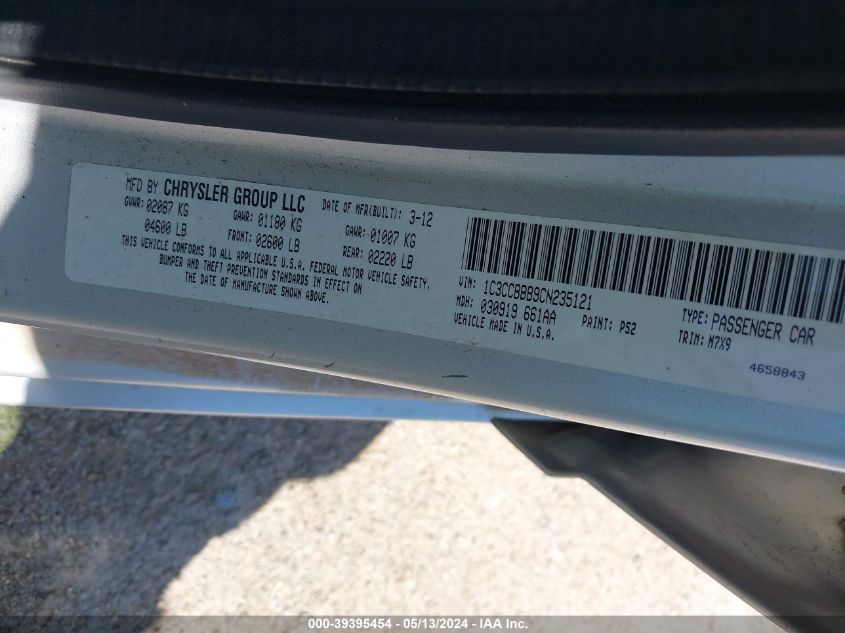 MFD BY CHRYSLER GROUP LLC DATE OF MFR(BUILT): 3-12
GVWR: 02087 KG GAWR: 01180 KG GAWR: 01007 KG
04600 LB FRONT: 02600 LB REAR: 02220 LB
THIS VEHICLE CONFORMS TO ALL APPLICABLE U.S.A. FEDERAL MOTOR VEHICLE SAFETY,
BUMPER AND THEFT PREVENTION STANDARDS IN EFFECT ON
THE DATE OF MANUFACTURE SHOWN ABOVE.
VIN: 1C3CCBBB9CN235121 TYPE: PASSENGER CAR
MDH: 030919 661AA PAINT: PS2 TRIM: M7X9
VEHICLE MADE IN U.S.A.
4658843
000-39395454 - 05/13/2024 - IAA Inc.